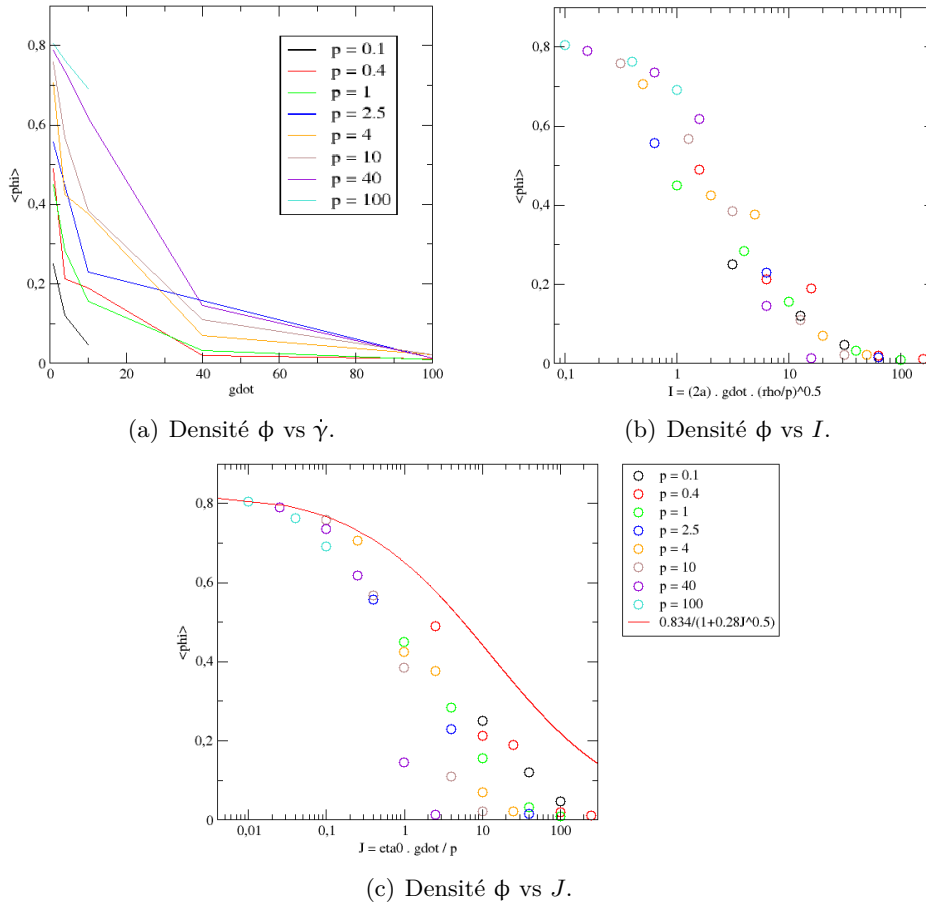 0,8
0,6
0,4
0,2
0
<phi>
0
20
40
60
80
100
gdot
p = 0.1
p = 0.4
p = 1
p = 2.5
p = 4
p = 10
p = 40
p = 100
(a) Densité ϕ vs γ̇.
0,8
0,6
0,4
0,2
0
<phi>
0,1
1
10
100
I = (2a) . gdot . (rho/p)^0.5
(b) Densité ϕ vs I.
0,8
0,6
0,4
0,2
0
<phi>
0,01
0,1
1
10
100
J = eta0 . gdot / p
p = 0.1
p = 0.4
p = 1
p = 2.5
p = 4
p = 10
p = 40
p = 100
0.834/(1+0.28J^0.5)
(c) Densité ϕ vs J.